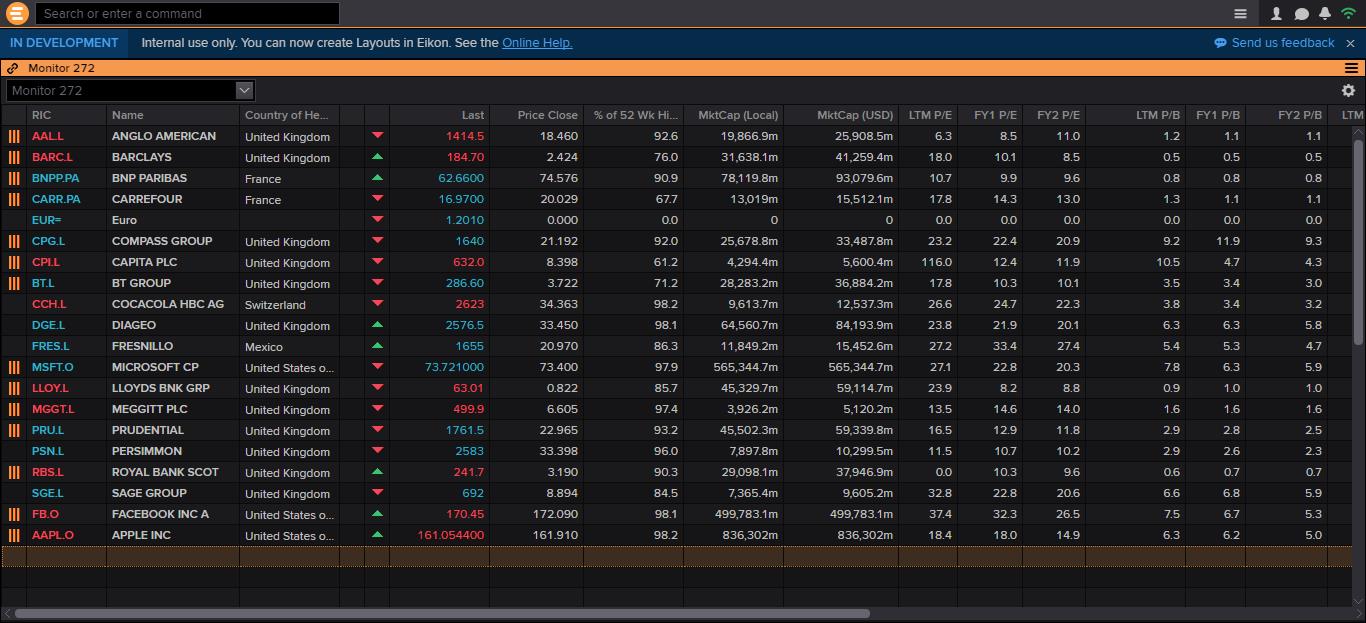 Search or enter a command
IN DEVELOPMENT Internal use only. You can now create Layouts in Eikon. See the Online Help. Send us feedback
Monitor 272
Monitor 272
RIC Name Country of He... Last Price Close % of 52 Wk Hi... MktCap (Local) MktCap (USD) LTM P/E FY1 P/E FY2 P/E LTM P/B FY1 P/B FY2 P/B LTM
AAL.L ANGLO AMERICAN United Kingdom 1414.5 18.460 92.6 19,866.9m 25,908.5m 6.3 8.5 11.0 1.2 1.1 1.1
BARC.L BARCLAYS United Kingdom 184.70 2.424 76.0 31,638.1m 41,259.4m 18.0 10.1 8.5 0.5 0.5 0.5
BNPP.PA BNP PARIBAS France 62.6600 74.576 90.9 78,119.8m 93,079.6m 10.7 9.9 9.6 0.8 0.8 0.8
CARR.PA CARREFOUR France 16.9700 20.029 67.7 13,019m 15,512.1m 17.8 14.3 13.0 1.3 1.1 1.1
EUR= Euro 1.2010 0.000 0.0 0 0 0.0 0.0 0.0 0.0 0.0 0.0
CPG.L COMPASS GROUP United Kingdom 1640 21.192 92.0 25,678.8m 33,487.8m 23.2 22.4 20.9 9.2 11.9 9.3
CPI.L CAPITA PLC United Kingdom 632.0 8.398 61.2 4,294.4m 5,600.4m 116.0 12.4 11.9 10.5 4.7 4.3
BT.L BT GROUP United Kingdom 286.60 3.722 71.2 28,283.2m 36,884.2m 17.8 10.3 10.1 3.5 3.4 3.0
CCH.L COCACOLA HBC AG Switzerland 2623 34.363 98.2 9,613.7m 12,537.3m 26.6 24.7 22.3 3.8 3.4 3.2
DGE.L DIAGEO United Kingdom 2576.5 33.450 98.1 64,560.7m 84,193.9m 23.8 21.9 20.1 6.3 6.3 5.8
FRES.L FRESNILLO Mexico 1655 20.970 86.3 11,849.2m 15,452.6m 27.2 33.4 27.4 5.4 5.3 4.7
MSFT.O MICROSOFT CP United States o... 73.721000 73.400 97.9 565,344.7m 565,344.7m 27.1 22.8 20.3 7.8 6.3 5.9
LLOY.L LLOYDS BNK GRP United Kingdom 63.01 0.822 85.7 45,329.7m 59,114.7m 23.9 8.2 8.8 0.9 1.0 1.0
MGGT.L MEGGITT PLC United Kingdom 499.9 6.605 97.4 3,926.2m 5,120.2m 13.5 14.6 14.0 1.6 1.6 1.6
PRU.L PRUDENTIAL United Kingdom 1761.5 22.965 93.2 45,502.3m 59,339.8m 16.5 12.9 11.8 2.9 2.8 2.5
PSN.L PERSIMMON United Kingdom 2583 33.398 96.0 7,897.8m 10,299.5m 11.5 10.7 10.2 2.9 2.6 2.3
RBS.L ROYAL BANK SCOT United Kingdom 241.7 3.190 90.3 29,098.1m 37,946.9m 0.0 10.3 9.6 0.6 0.7 0.7
SGE.L SAGE GROUP United Kingdom 692 8.894 84.5 7,365.4m 9,605.2m 32.8 22.8 20.6 6.6 6.8 5.9
FB.O FACEBOOK INC A United States o... 170.45 172.090 98.1 499,783.1m 499,783.1m 37.4 32.3 26.5 7.5 6.7 5.3
AAPL.O APPLE INC United States o... 161.054400 161.910 98.2 836,302m 836,302m 18.4 18.0 14.9 6.3 6.2 5.0